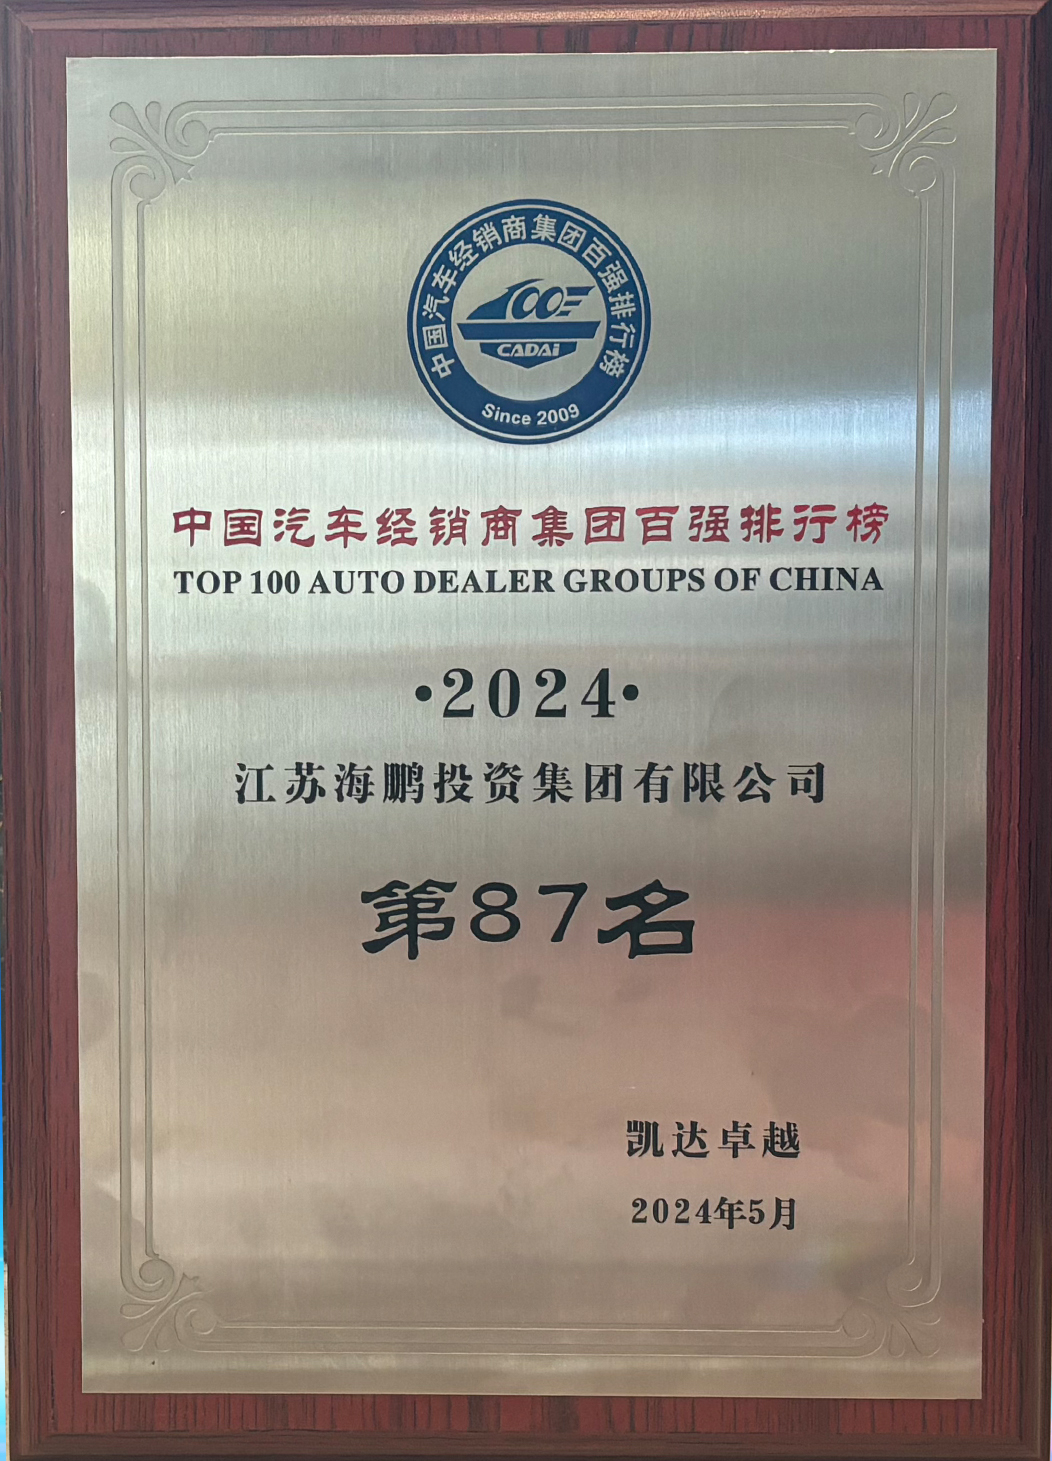 中国汽车经销商集团百强排行榜
100
CADAi
Since 2009
中国汽车经销商集团百强排行榜
TOP 100 AUTO DEALER GROUPS OF CHINA
·2024·
江苏海鹏投资集团有限公司
第87名
凯达卓越
2024年5月